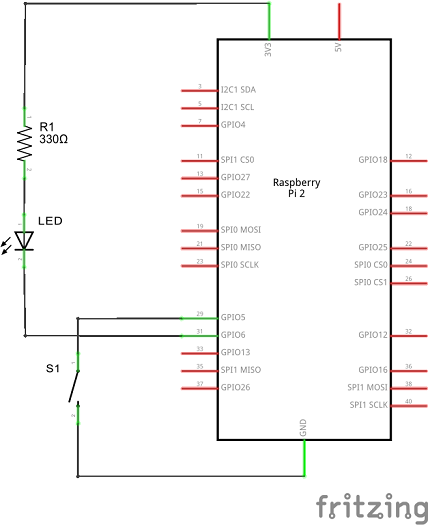 3V3
5V
3 I2C1 SDA
5 I2C1 SCL
7 GPIO4
R1
330Ω
1
2
11 SPI1 CS0
GPIO18 12
13 GPIO27
15 GPIO22
Raspberry
Pi 2
GPIO23 16
GPIO24 18
LED
1
2
19 SPI0 MOSI
21 SPI0 MISO
GPIO25 22
23 SPI0 SCLK
SPI0 CS0 24
SPI0 CS1 26
29 GPIO5
31 GPIO6
GPIO12 32
33 GPIO13
S1
1
2
35 SPI1 MISO
GPIO16 36
37 GPIO26
SPI1 MOSI 38
SPI1 SCLK 40
GND
fritzing